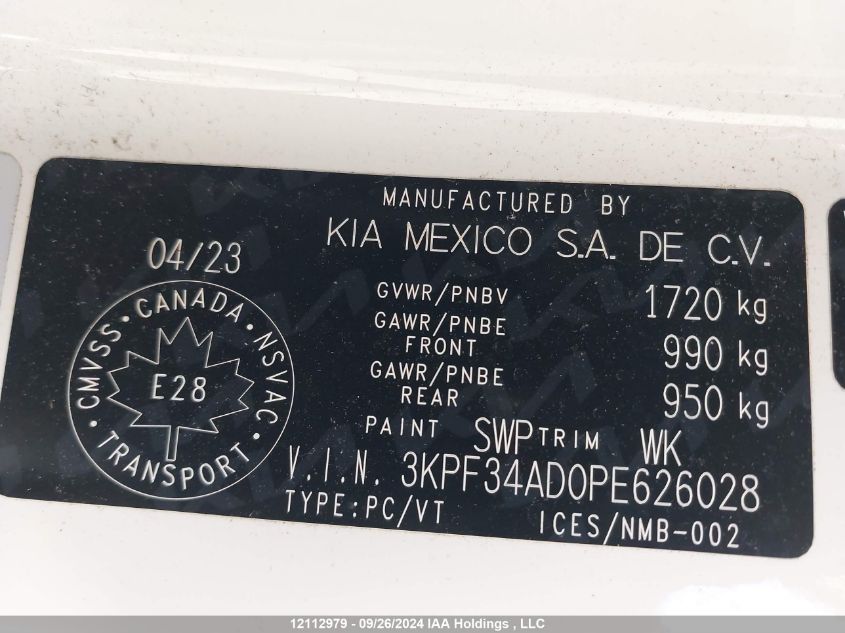 MANUFACTURED BY
KIA MEXICO S.A. DE C.V.
04/23
GVWR/PNBV 1720 kg
GAWR/PNBE
FRONT 990 kg
GAWR/PNBE
REAR 950 kg
PAINT SWP TRIM WK
V.I.N. 3KPF34AD0PE626028
TYPE:PC/VT ICES/NMB-002
CMVSS · CANADA · NSVAC · TRANSPORT ·
E28
12112979 - 09/26/2024 IAA Holdings , LLC